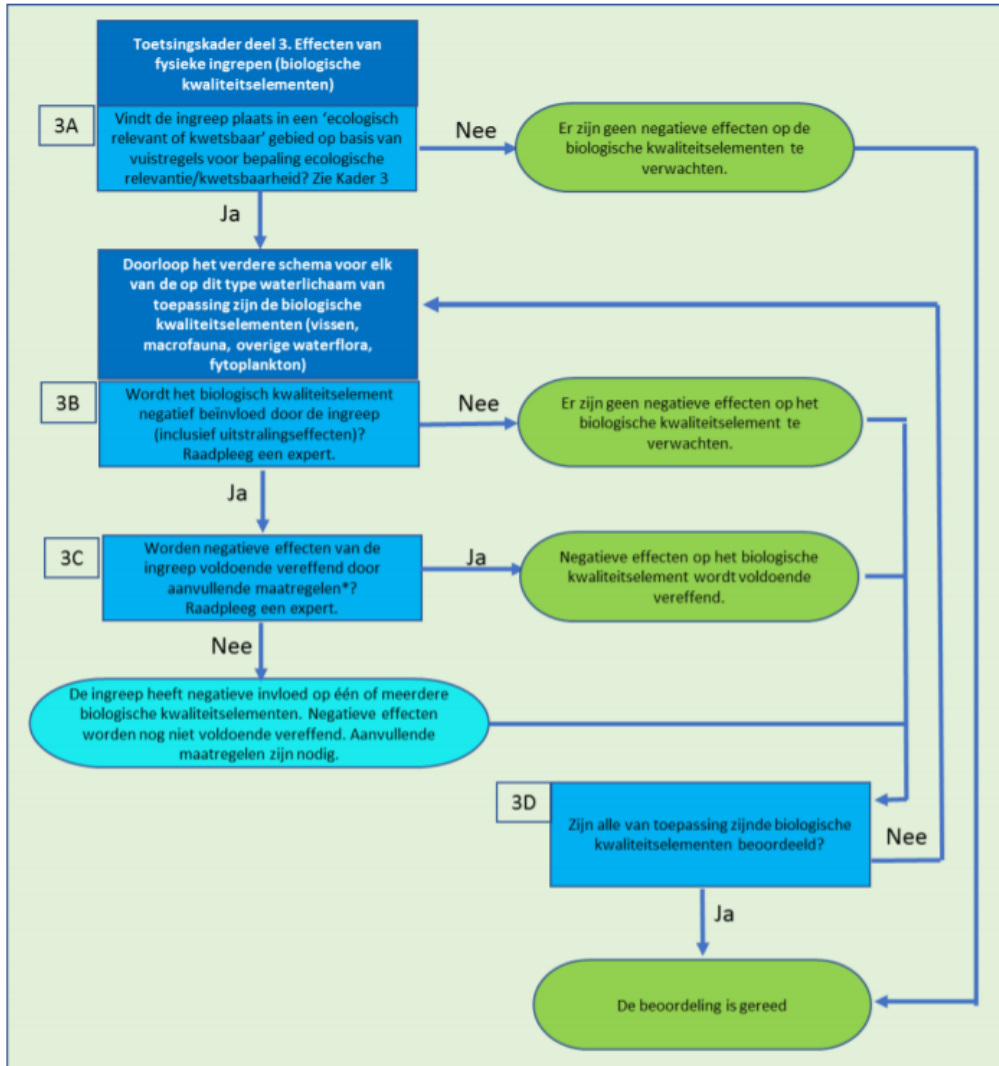 Toetsingskader deel 3. Effecten van
fysieke ingrepen (biologische
kwaliteitselementen)
3A
Vindt de ingreep plaats in een ‘ecologisch
relevant of kwetsbaar’ gebied op basis van
vuistregels voor bepaling ecologische
relevantie/kwetsbaarheid? Zie Kader 3
Nee
Er zijn geen negatieve effecten op de
biologische kwaliteitselementen te
verwachten.
Ja
Doorloop het verdere schema voor elk
van de op dit type waterlichaam van
toepassing zijn de biologische
kwaliteitselementen (vissen,
macrofauna, overige waterflora,
fytoplankton)
3B
Wordt het biologisch kwaliteitselement
negatief beïnvloed door de ingreep
(inclusief uitstralingseffecten)?
Raadpleeg een expert.
Nee
Er zijn geen negatieve effecten op het
biologische kwaliteitselement te
verwachten.
Ja
3C
Worden negatieve effecten van de
ingreep voldoende vereffend door
aanvullende maatregelen*?
Raadpleeg een expert.
Ja
Negatieve effecten op het biologische
kwaliteitselement wordt voldoende
vereffend.
Nee
De ingreep heeft negatieve invloed op één of meerdere
biologische kwaliteitselementen. Negatieve effecten
worden nog niet voldoende vereffend. Aanvullende
maatregelen zijn nodig.
3D
Zijn alle van toepassing zijnde biologische
kwaliteitselementen beoordeeld?
Nee
Ja
De beoordeling is gereed